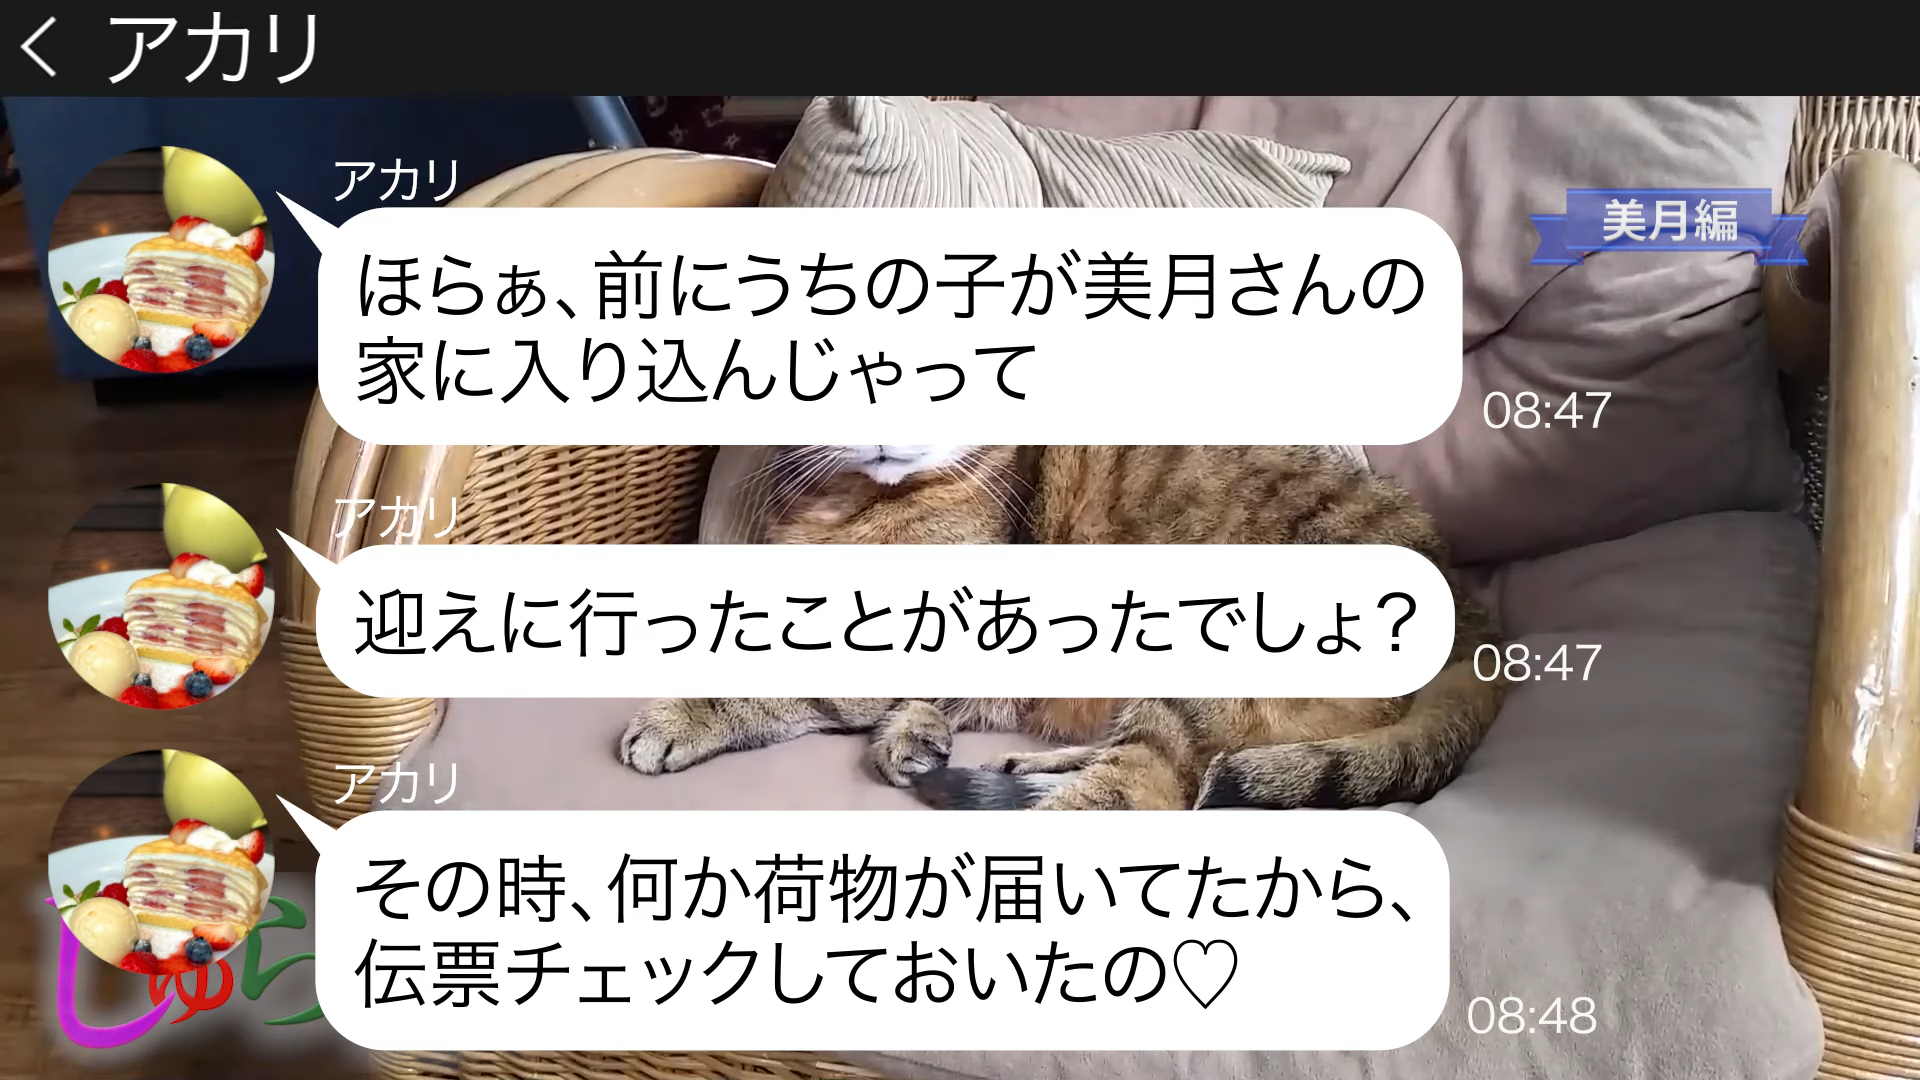 アカリ
アカリ
美月編
ほらぁ、前にうちの子が美月さんの
家に入り込んじゃって
08:47
アカリ
迎えに行ったことがあったでしょ？
08:47
アカリ
その時、何か荷物が届いてたから、
伝票チェックしておいたの♡
08:48
しゅら